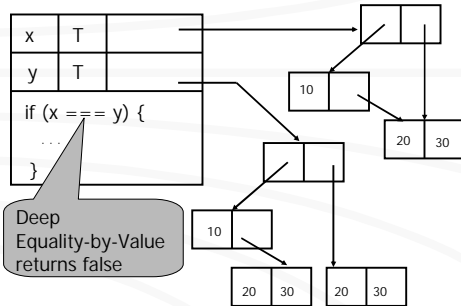 x T
y T
if (x === y) {
. . .
}
Deep
Equality-by-Value
returns false
10
20 30
10
20 30 20 30